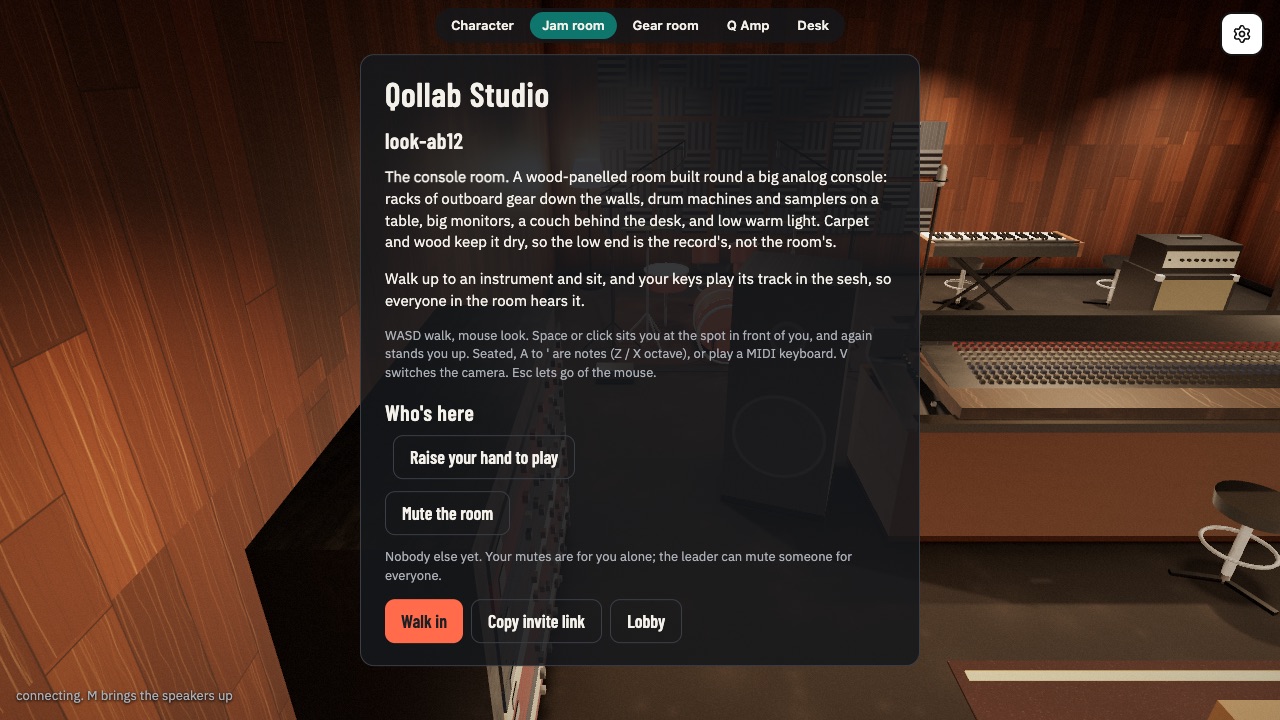 Character
Jam room
Gear room
Q Amp
Desk
Qollab Studio
look-ab12
The console room. A wood-panelled room built round a big analog console:
racks of outboard gear down the walls, drum machines and samplers on a
table, big monitors, a couch behind the desk, and low warm light. Carpet
and wood keep it dry, so the low end is the record's, not the room's.
Walk up to an instrument and sit, and your keys play its track in the sesh, so
everyone in the room hears it.
WASD walk, mouse look. Space or click sits you at the spot in front of you, and again
stands you up. Seated, A to ' are notes (Z / X octave), or play a MIDI keyboard. V
switches the camera. Esc lets go of the mouse.
Who's here
Raise your hand to play
Mute the room
Nobody else yet. Your mutes are for you alone; the leader can mute someone for
everyone.
Walk in
Copy invite link
Lobby
connecting. M brings the speakers up